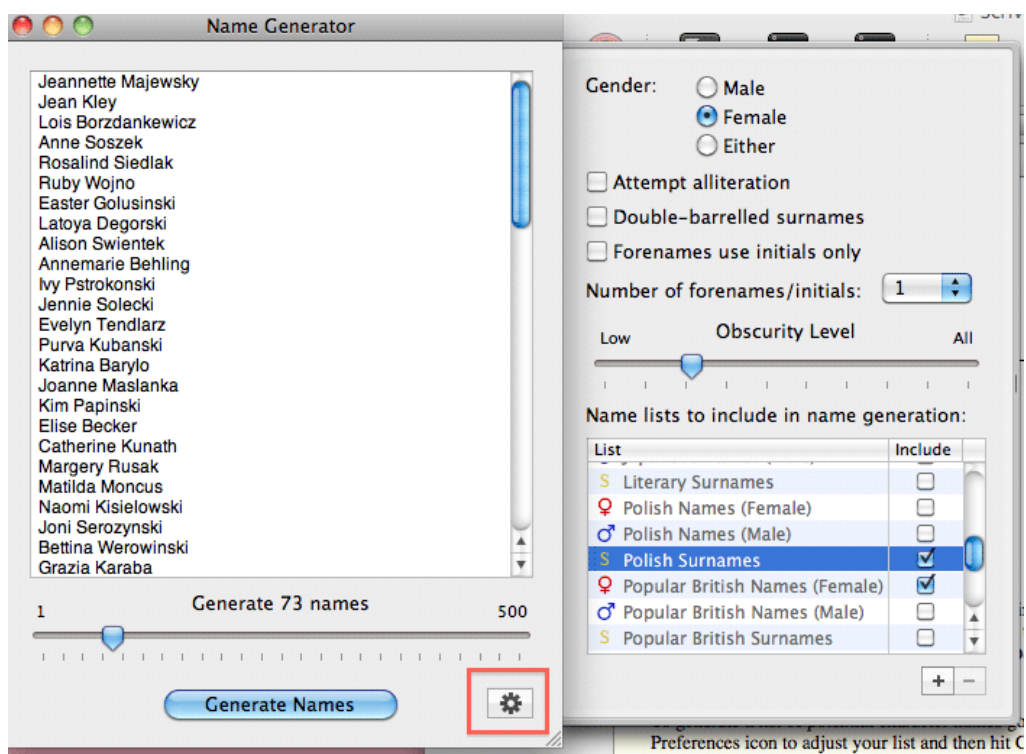 Name Generator
Jeannette Majewsky
Jean Kley
Lois Borzdankewicz
Anne Soszek
Rosalind Siedlak
Ruby Wojno
Easter Golusinski
Latoya Degorski
Alison Swientek
Annemarie Behling
Ivy Pstrokonski
Jennie Solecki
Evelyn Tendlarz
Purva Kubanski
Katrina Barylo
Joanne Maslanka
Kim Papinski
Elise Becker
Catherine Kunath
Margery Rusak
Matilda Moncus
Naomi Kisielowski
Joni Serozynski
Bettina Werowinski
Grazia Karaba
1 Generate 73 names 500
Generate Names
Gender: Male
Female
Either
Attempt alliteration
Double-barrelled surnames
Forenames use initials only
Number of forenames/initials: 1
Low Obscurity Level All
Name lists to include in name generation:
List Include
S Literary Surnames
Polish Names (Female)
Polish Names (Male)
S Polish Surnames
Popular British Names (Female)
Popular British Names (Male)
S Popular British Surnames
Preferences icon to adjust your list and then hit